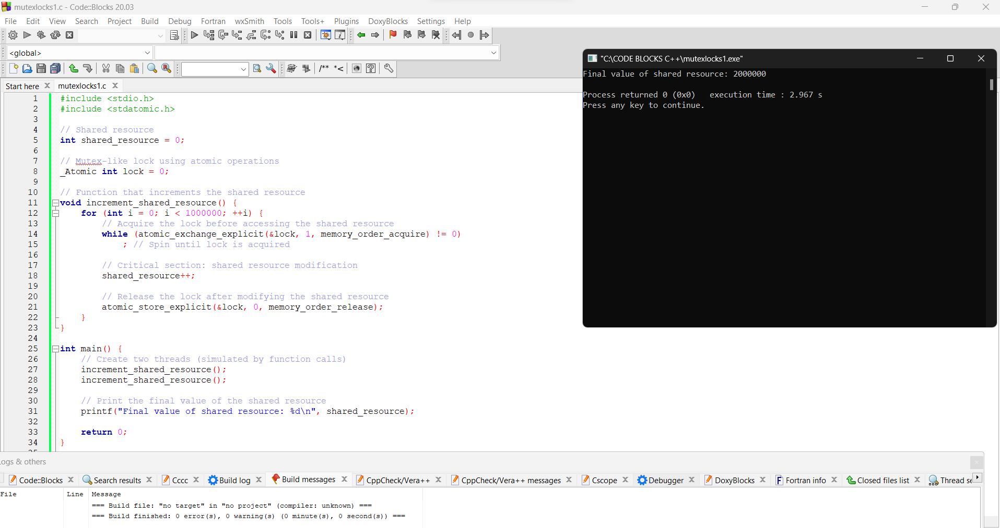 mutexlocks1.c - Code::Blocks 20.03
File Edit View Search Project Build Debug Fortran wxSmith Tools Tools+ Plugins DoxyBlocks Settings Help
<global>
/** *<
Start here mutexlocks1.c
1 #include <stdio.h>
2 #include <stdatomic.h>
3
4 // Shared resource
5 int shared_resource = 0;
6
7 // Mutex-like lock using atomic operations
8 _Atomic int lock = 0;
9
10 // Function that increments the shared resource
11 void increment_shared_resource() {
12 for (int i = 0; i < 1000000; ++i) {
13 // Acquire the lock before accessing the shared resource
14 while (atomic_exchange_explicit(&lock, 1, memory_order_acquire) != 0)
15 ; // Spin until lock is acquired
16
17 // Critical section: shared resource modification
18 shared_resource++;
19
20 // Release the lock after modifying the shared resource
21 atomic_store_explicit(&lock, 0, memory_order_release);
22 }
23 }
24
25 int main() {
26 // Create two threads (simulated by function calls)
27 increment_shared_resource();
28 increment_shared_resource();
29
30 // Print the final value of the shared resource
31 printf("Final value of shared resource: %d\n", shared_resource);
32
33 return 0;
34 }
"C:\CODE BLOCKS C++\mutexlocks1.exe"
Final value of shared resource: 2000000
Process returned 0 (0x0) execution time : 2.967 s
Press any key to continue.
ogs & others
Code::Blocks Search results Cccc Build log Build messages CppCheck/Vera++ CppCheck/Vera++ messages Cscope Debugger DoxyBlocks Fortran info Closed files list Thread se
File Line Message
=== Build file: "no target" in "no project" (compiler: unknown) ===
=== Build finished: 0 error(s), 0 warning(s) (0 minute(s), 0 second(s)) ===